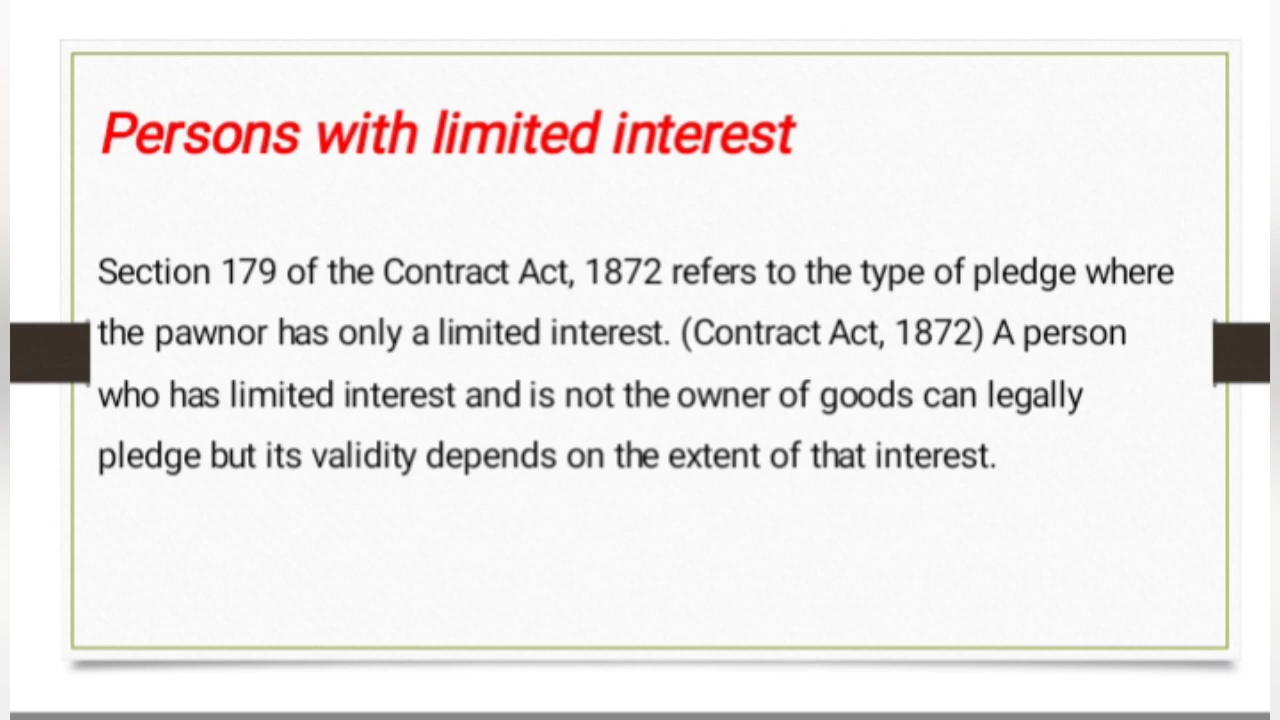 Persons with limited interest
Section 179 of the Contract Act, 1872 refers to the type of pledge where
the pawnor has only a limited interest. (Contract Act, 1872) A person
who has limited interest and is not the owner of goods can legally
pledge but its validity depends on the extent of that interest.